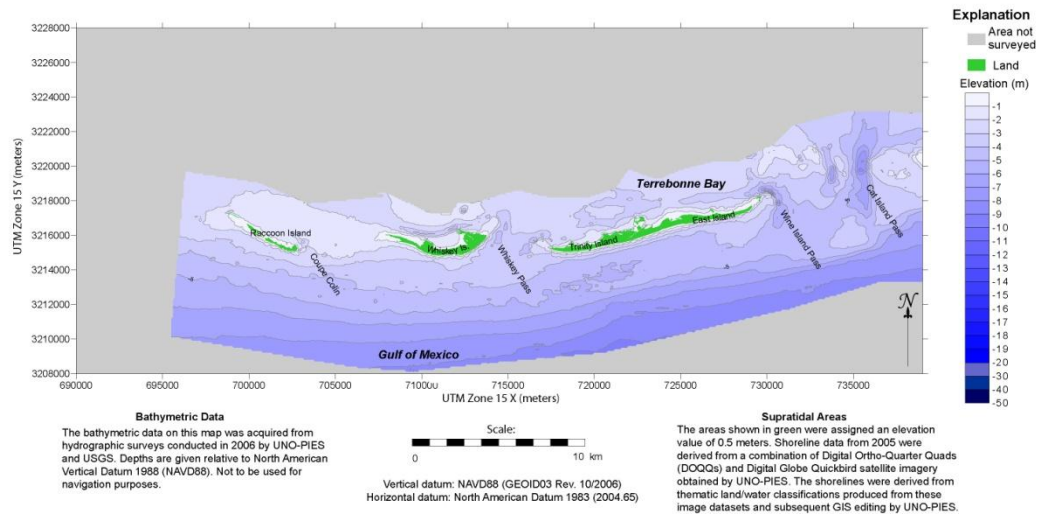 Explanation
Area not
surveyed
Land
Elevation (m)
-1
-2
-3
-4
-5
-6
-7
-8
-9
-10
-11
-12
-13
-14
-15
-16
-17
-18
-19
-20
-30
-40
-50
UTM Zone 15 Y (meters)
3228000
3226000
3224000
3222000
3220000
3218000
3216000
3214000
3212000
3210000
3208000
Terrebonne Bay
East Island
Trinity Island
Raccoon Island
Whiskey Is.
Coupe Colin
Whiskey Pass
Wine Island Pass
Cat Island Pass
N
Gulf of Mexico
690000 695000 700000 705000 710000 715000 720000 725000 730000 735000
UTM Zone 15 X (meters)
Bathymetric Data
The bathymetric data on this map was acquired from
hydrographic surveys conducted in 2006 by UNO-PIES
and USGS. Depths are given relative to North American
Vertical Datum 1988 (NAVD88). Not to be used for
navigation purposes.
Scale:
0 10 km
Vertical datum: NAVD88 (GEOID03 Rev. 10/2006)
Horizontal datum: North American Datum 1983 (2004.65)
Supratidal Areas
The areas shown in green were assigned an elevation
value of 0.5 meters. Shoreline data from 2005 were
derived from a combination of Digital Ortho-Quarter Quads
(DOQQs) and Digital Globe Quickbird satellite imagery
obtained by UNO-PIES. The shorelines were derived from
thematic land/water classifications produced from these
image datasets and subsequent GIS editing by UNO-PIES.